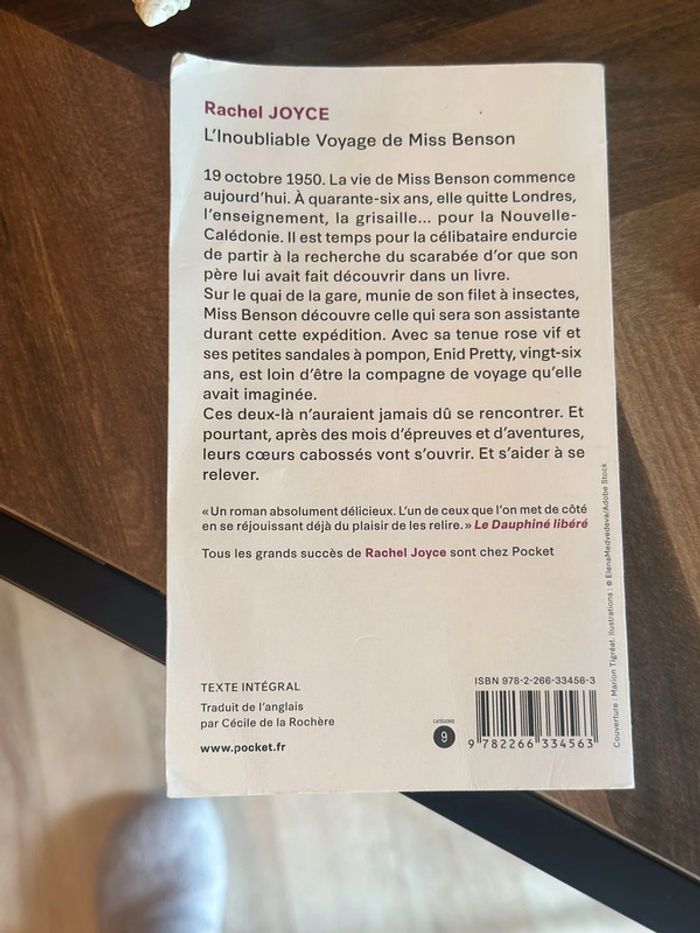 Rachel JOYCE
L'Inoubliable Voyage de Miss Benson
19 octobre 1950. La vie de Miss Benson commence
aujourd'hui. À quarante-six ans, elle quitte Londres,
l'enseignement, la grisaille... pour la Nouvelle-
Calédonie. Il est temps pour la célibataire endurcie
de partir à la recherche du scarabée d'or que son
père lui avait fait découvrir dans un livre.
Sur le quai de la gare, munie de son filet à insectes,
Miss Benson découvre celle qui sera son assistante
durant cette expédition. Avec sa tenue rose vif et
ses petites sandales à pompon, Enid Pretty, vingt-six
ans, est loin d'être la compagne de voyage qu'elle
avait imaginée.
Ces deux-là n'auraient jamais dû se rencontrer. Et
pourtant, après des mois d'épreuves et d'aventures,
leurs cœurs cabossés vont s'ouvrir. Et s'aider à se
relever.
« Un roman absolument délicieux. L'un de ceux que l'on met de côté
en se réjouissant déjà du plaisir de les relire. » Le Dauphiné libéré
Tous les grands succès de Rachel Joyce sont chez Pocket
TEXTE INTÉGRAL
Traduit de l'anglais
par Cécile de la Rochère
www.pocket.fr
CATÉGORIE
9
ISBN 978-2-266-33456-3
9 782266 334563
Couverture : Marion Tigréat. Illustrations : © ElenaMedvedeva/Adobe Stock